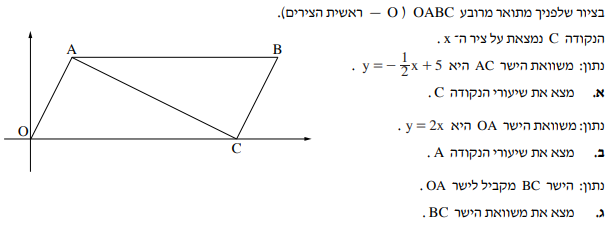 בציור שלפניך מתואר מרובע OABC ( O – ראשית הצירים).
הנקודה C נמצאת על ציר ה־ x .
נתון: משוואת הישר AC היא y = −\frac{1}{2}x + 5 .
א. מצא את שיעורי הנקודה C .
נתון: משוואת הישר OA היא y = 2x .
ב. מצא את שיעורי הנקודה A .
נתון: הישר BC מקביל לישר OA .
ג. מצא את משוואת הישר BC .
A
B
O
C